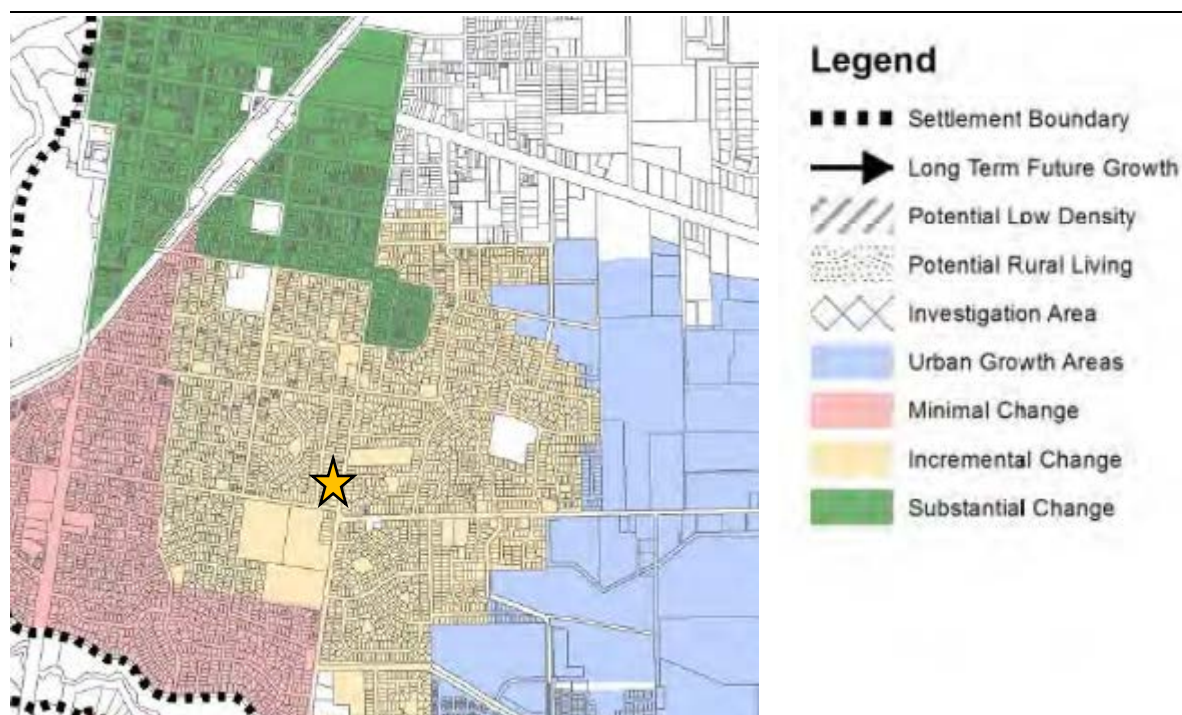 Legend
Settlement Boundary
Long Term Future Growth
Potential Low Density
Potential Rural Living
Investigation Area
Urban Growth Areas
Minimal Change
Incremental Change
Substantial Change